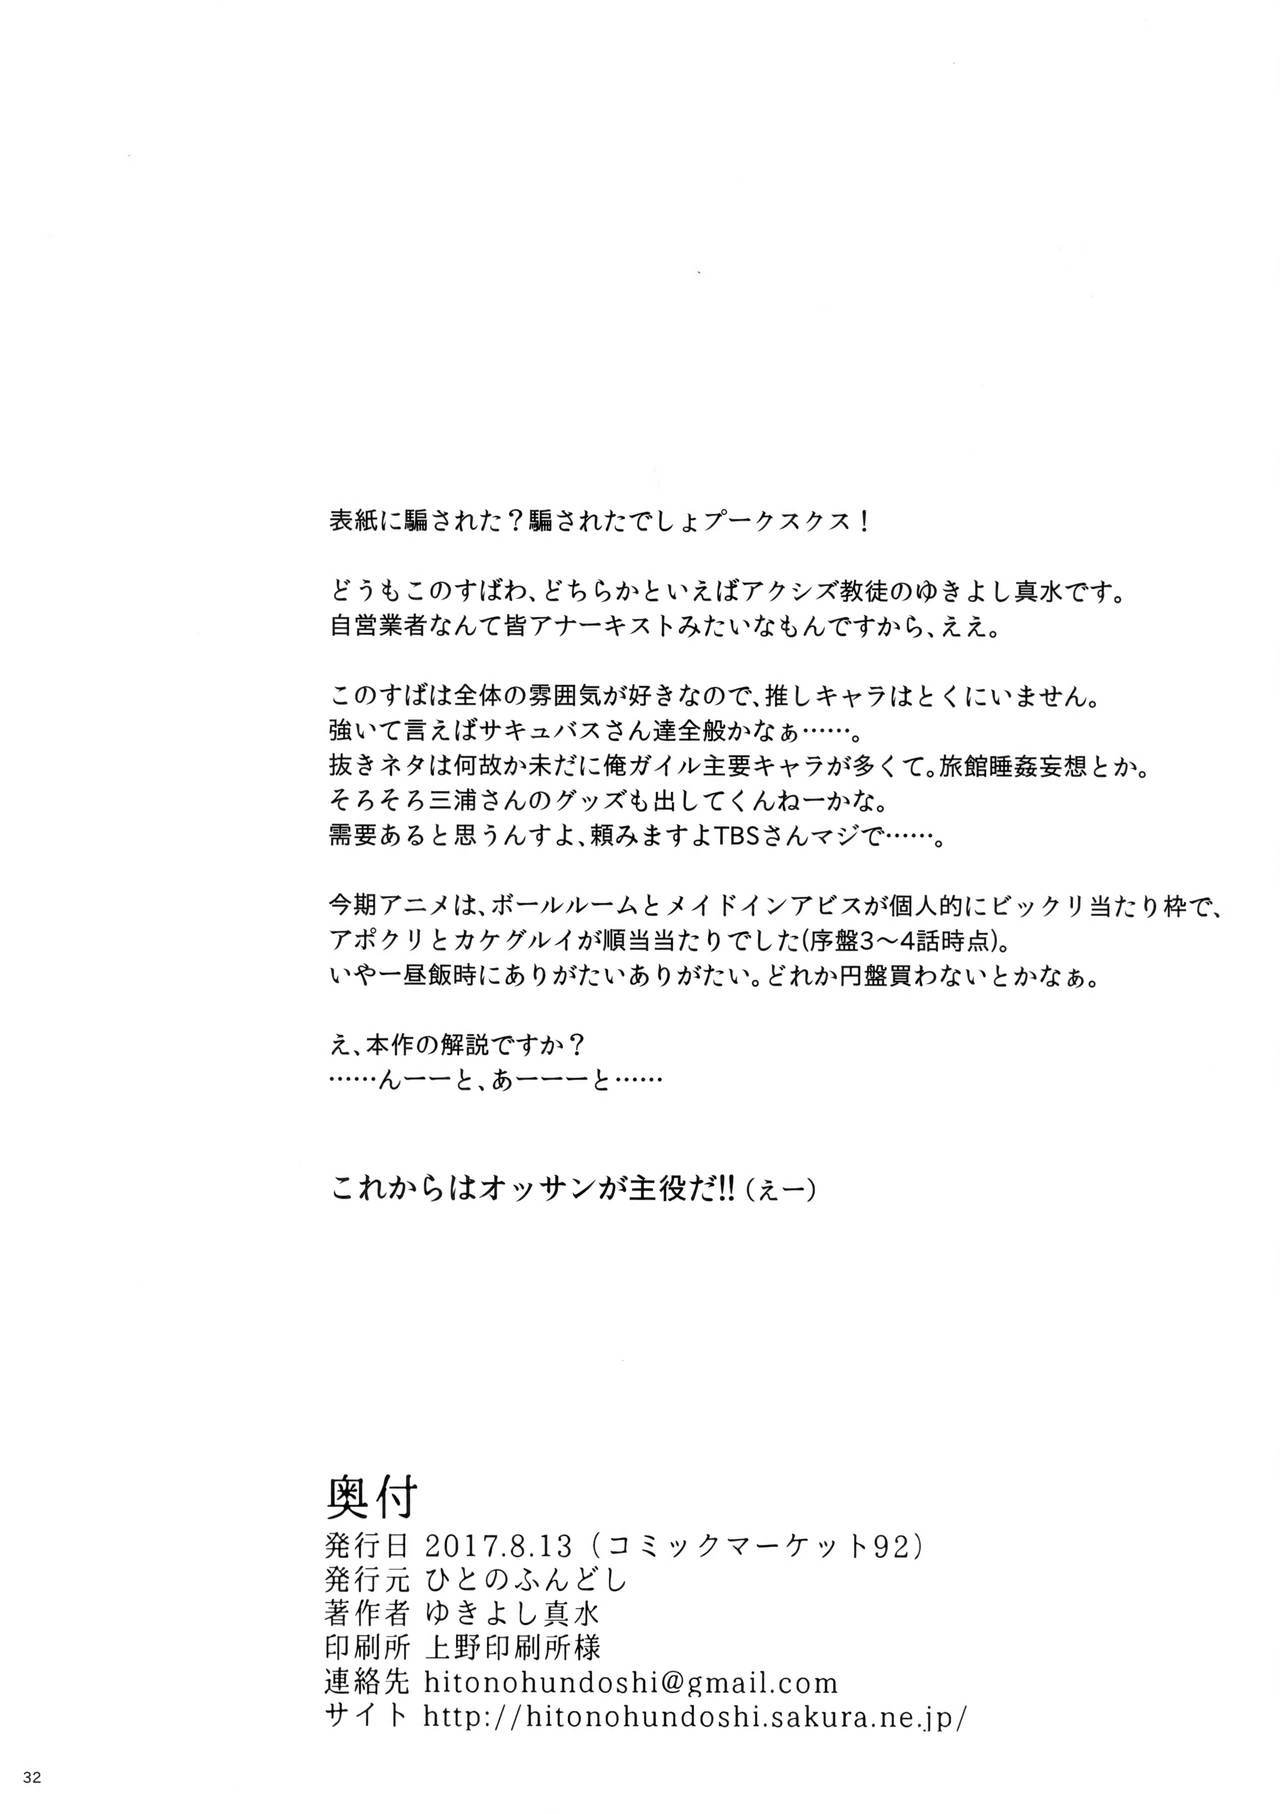 表紙に騙された？騙されたでしょプークスクス！
どうもこのすばわ、どちらかといえばアクシズ教徒のゆきよし真水です。
自営業者なんて皆アナーキストみたいなもんですから、ええ。
このすばは全体の雰囲気が好きなので、推しキャラはとくにいません。
強いて言えばサキュバスさん達全般かなぁ……。
抜きネタは何故か未だに俺ガイル主要キャラが多くて。旅館睡姦妄想とか。
そろそろ三浦さんのグッズも出してくんねーかな。
需要あると思うんすよ、頼みますよTBSさんマジで……。
今期アニメは、ボールルームとメイドインアビスが個人的にビックリ当たり枠で、
アポクリとカケグルイが順当当たりでした(序盤3～4話時点)。
いやー昼飯時にありがたいありがたい。どれか円盤買わないとかなぁ。
え、本作の解説ですか？
……んーーと、あーーーと……
これからはオッサンが主役だ!!（えー）
奥付
発行日 2017.8.13（コミックマーケット92）
発行元 ひとのふんどし
著作者 ゆきよし真水
印刷所 上野印刷所様
連絡先 hitonohundoshi@gmail.com
サイト http://hitonohundoshi.sakura.ne.jp/
32